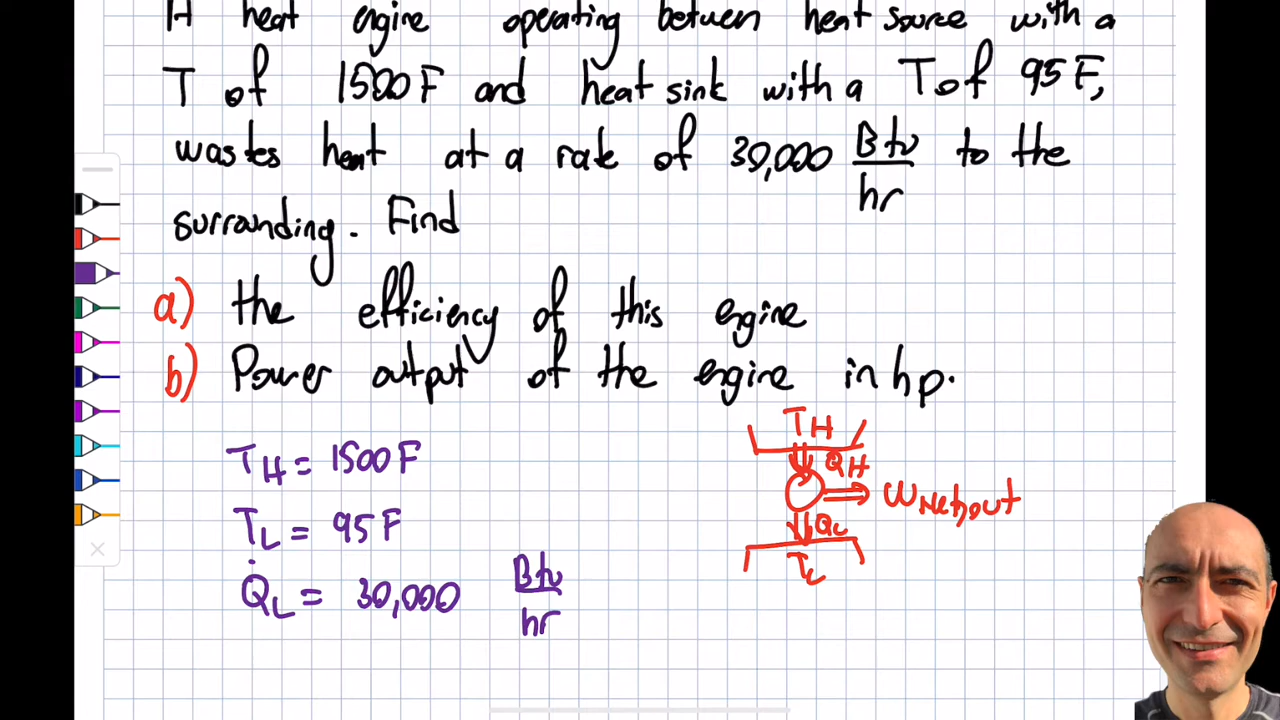 A heat engine operating between heat source with a
T of 1500 F and heat sink with a T of 95 F,
wastes heat at a rate of 30,000 Btu/hr to the
surranding. Find
a) the efficiency of this engine
b) Power output of the engine in hp.
TH = 1500 F
TL = 95 F
Q̇L = 30,000 Btu/hr
TH
QH
WNet,out
QL
TL